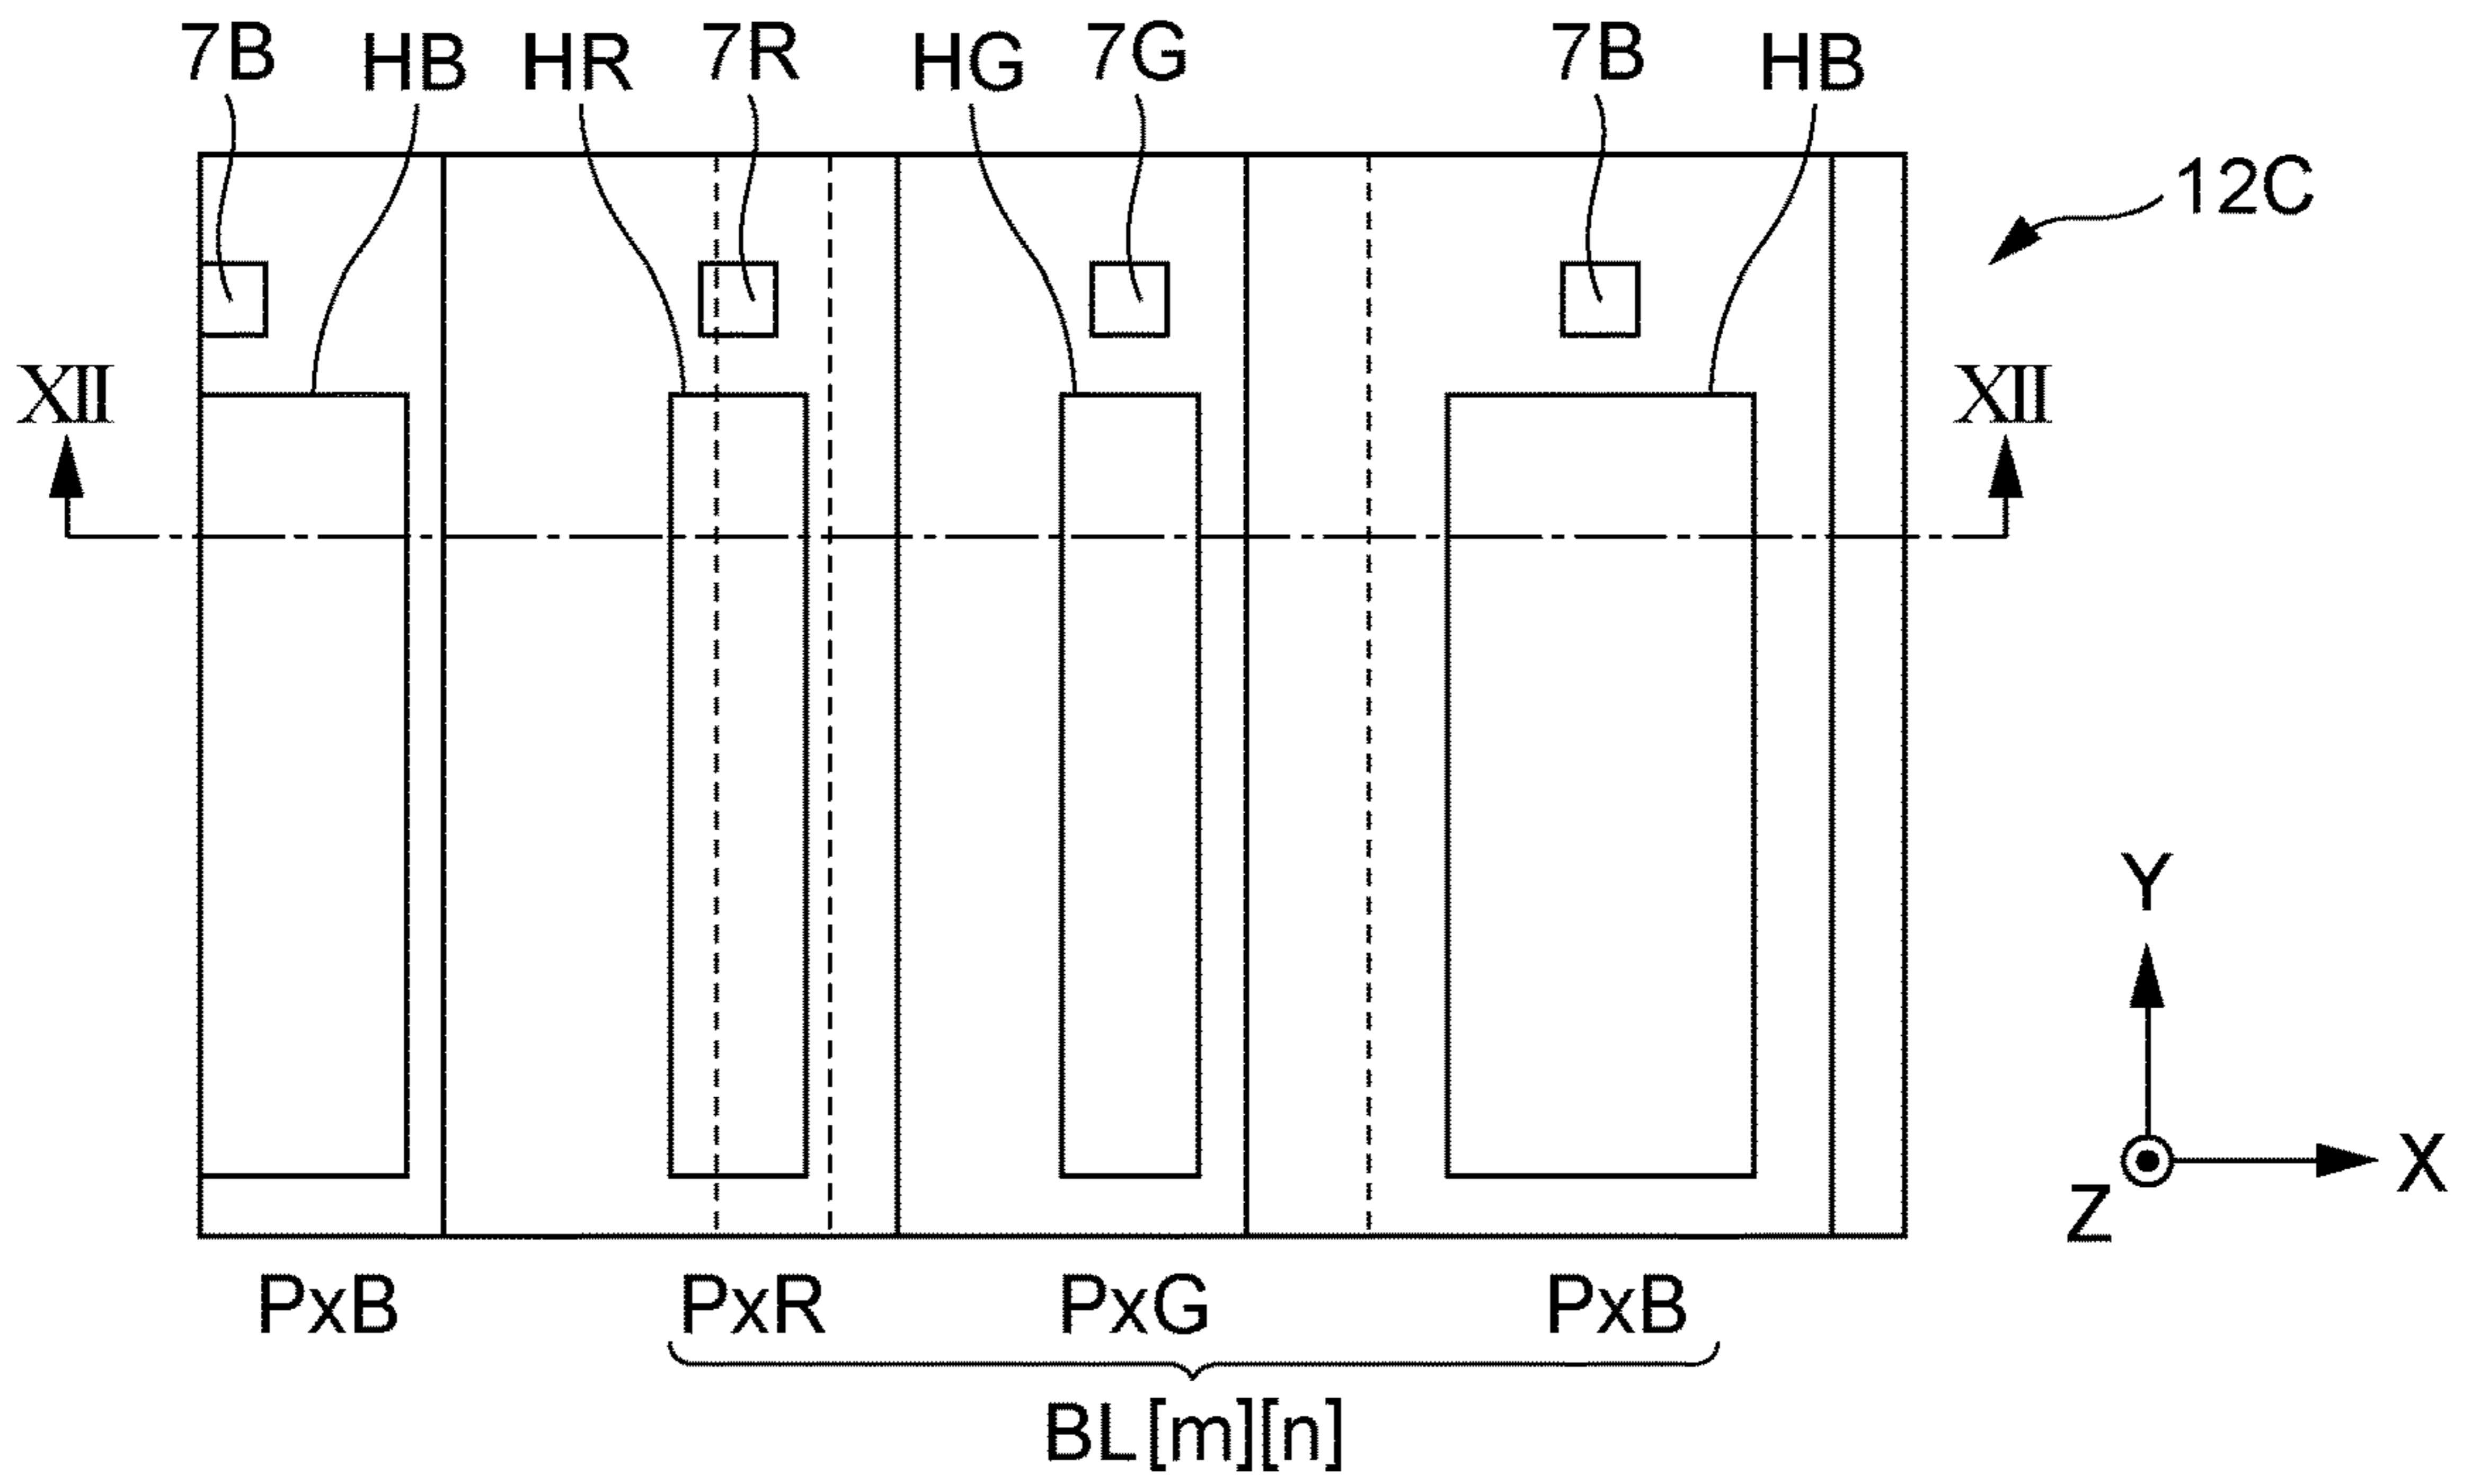 7B HB HR 7R HG 7G 7B HB
12C
XII XII
Y
X
Z
PxB PxR PxG PxB
BL[m][n]